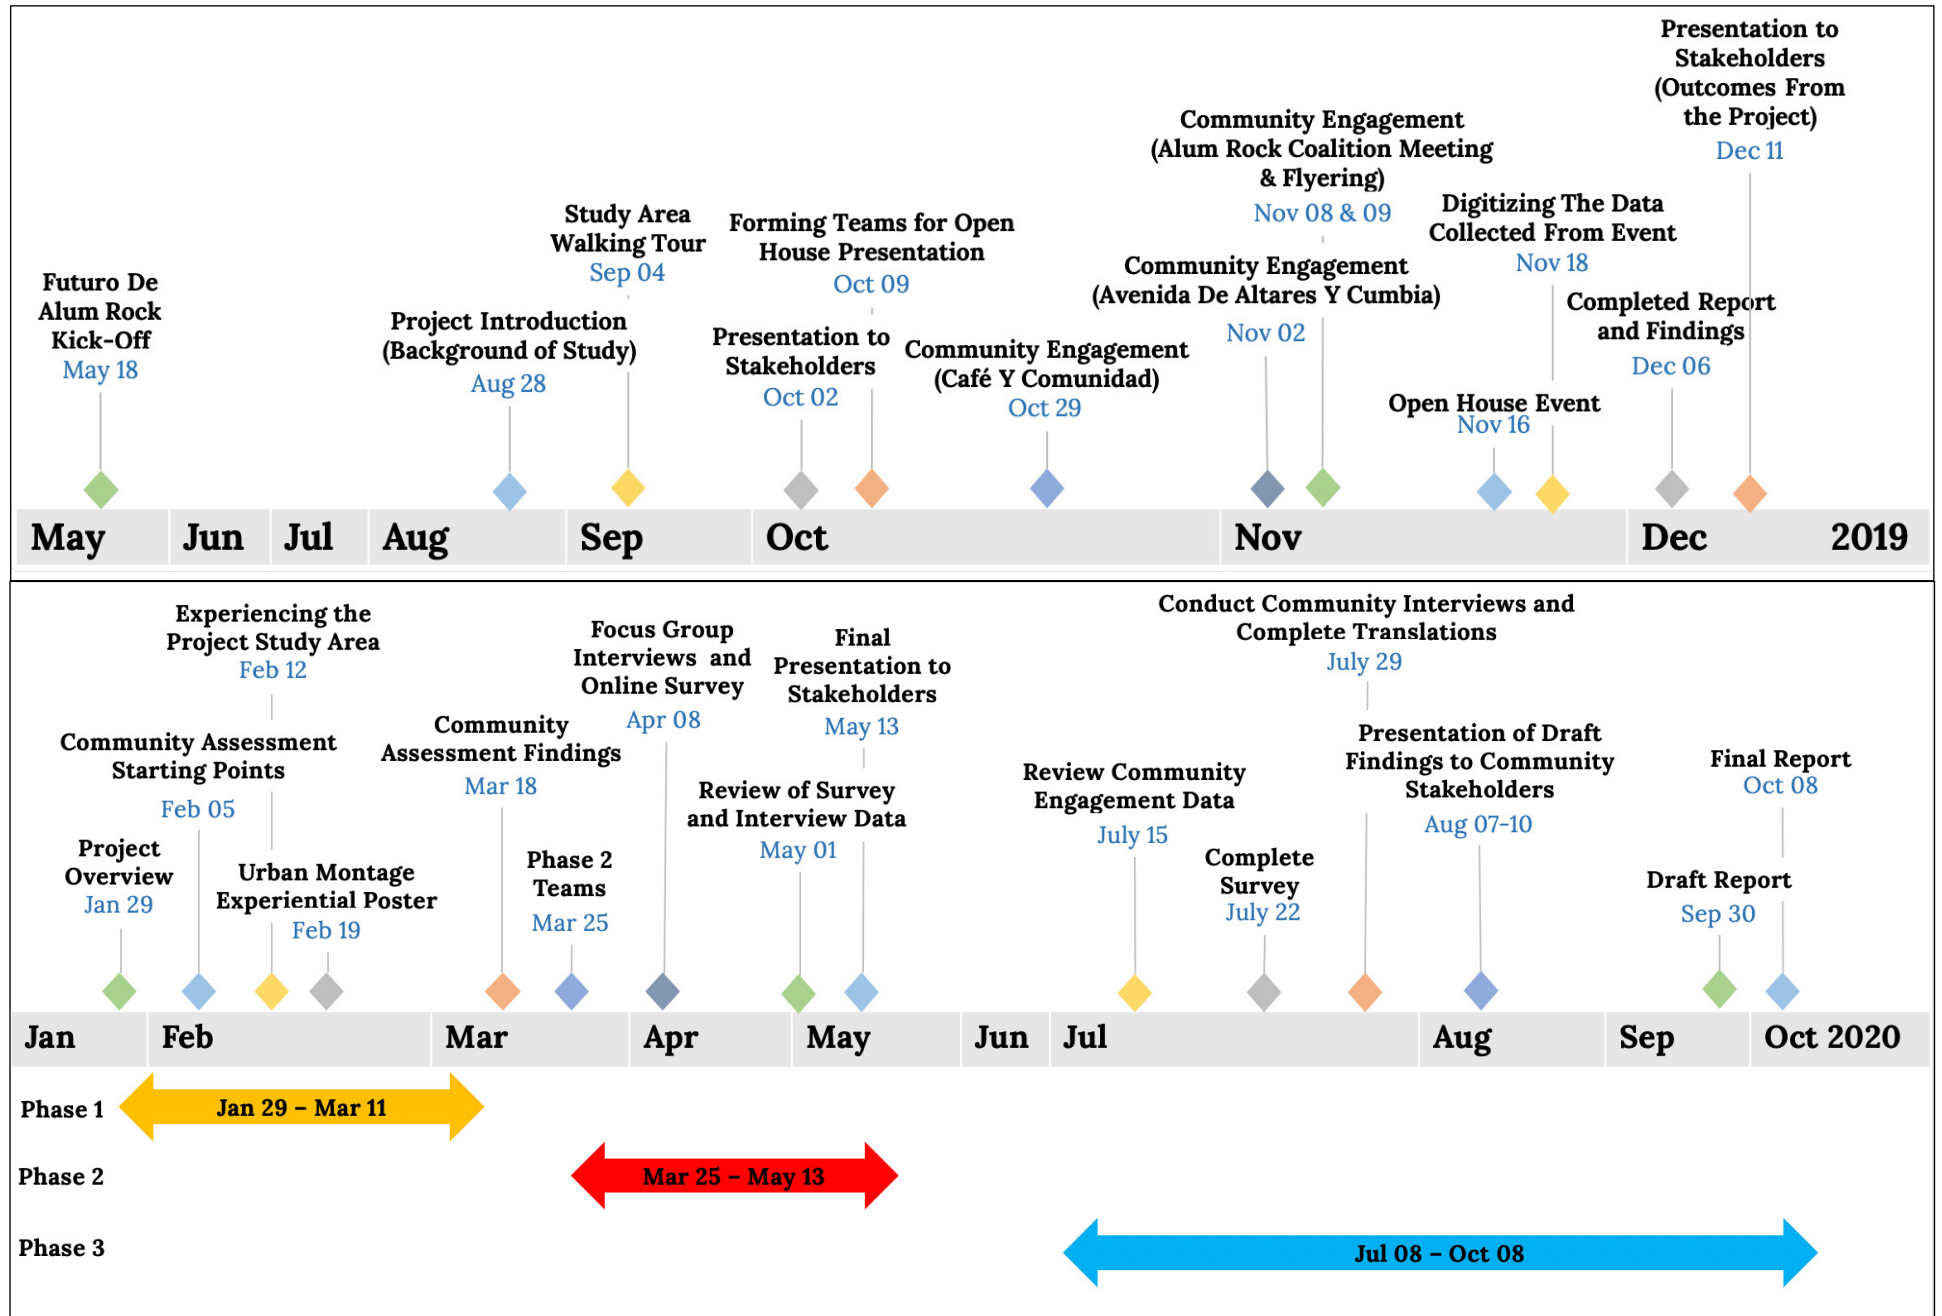 Futuro De
Alum Rock
Kick-Off
May 18
Project Introduction
(Background of Study)
Aug 28
Study Area
Walking Tour
Sep 04
Presentation to
Stakeholders
Oct 02
Forming Teams for Open
House Presentation
Oct 09
Community Engagement
(Café Y Comunidad)
Oct 29
Community Engagement
(Avenida De Altares Y Cumbia)
Nov 02
Community Engagement
(Alum Rock Coalition Meeting
& Flyering)
Nov 08 & 09
Open House Event
Nov 16
Digitizing The Data
Collected From Event
Nov 18
Completed Report
and Findings
Dec 06
Presentation to
Stakeholders
(Outcomes From
the Project)
Dec 11
May Jun Jul Aug Sep Oct Nov Dec 2019
Project
Overview
Jan 29
Community Assessment
Starting Points
Feb 05
Experiencing the
Project Study Area
Feb 12
Urban Montage
Experiential Poster
Feb 19
Community
Assessment Findings
Mar 18
Phase 2
Teams
Mar 25
Focus Group
Interviews and
Online Survey
Apr 08
Review of Survey
and Interview Data
May 01
Final
Presentation to
Stakeholders
May 13
Review Community
Engagement Data
July 15
Complete
Survey
July 22
Conduct Community Interviews and
Complete Translations
July 29
Presentation of Draft
Findings to Community
Stakeholders
Aug 07-10
Draft Report
Sep 30
Final Report
Oct 08
Jan Feb Mar Apr May Jun Jul Aug Sep Oct 2020
Phase 1 Jan 29 – Mar 11
Phase 2 Mar 25 – May 13
Phase 3 Jul 08 – Oct 08